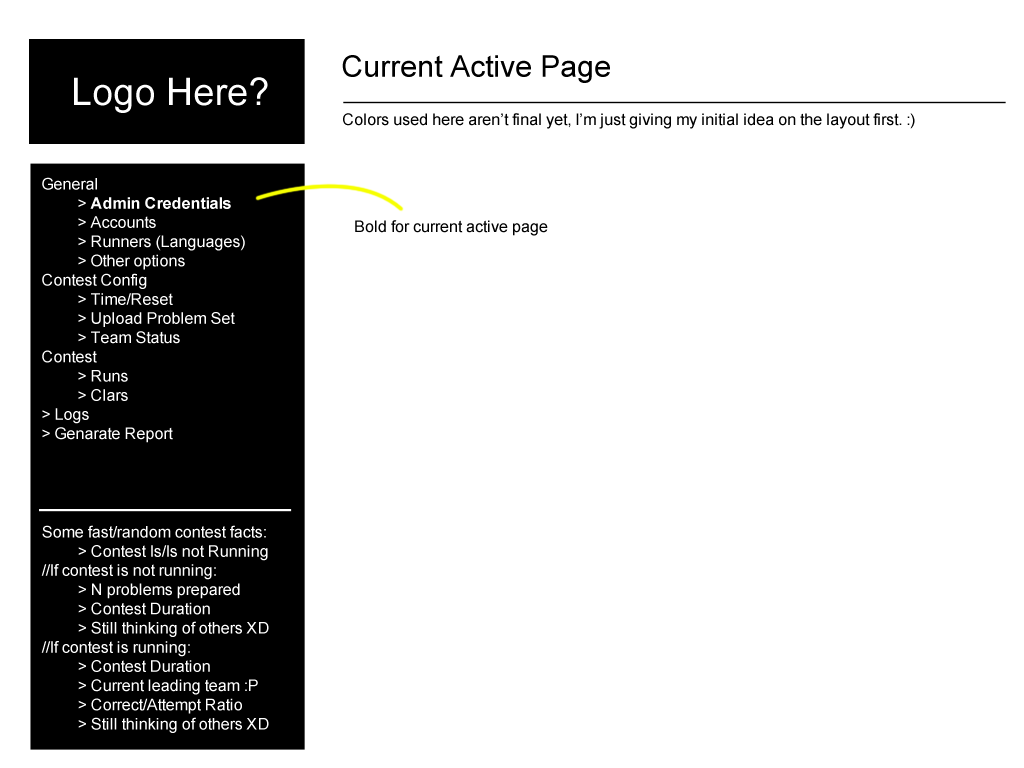 Logo Here?
Current Active Page
Colors used here aren't final yet, I'm just giving my initial idea on the layout first. :)
General
> Admin Credentials
> Accounts
> Runners (Languages)
> Other options
Contest Config
> Time/Reset
> Upload Problem Set
> Team Status
Contest
> Runs
> Clars
> Logs
> Genarate Report
Bold for current active page
Some fast/random contest facts:
> Contest Is/Is not Running
//If contest is not running:
> N problems prepared
> Contest Duration
> Still thinking of others XD
//If contest is running:
> Contest Duration
> Current leading team :P
> Correct/Attempt Ratio
> Still thinking of others XD